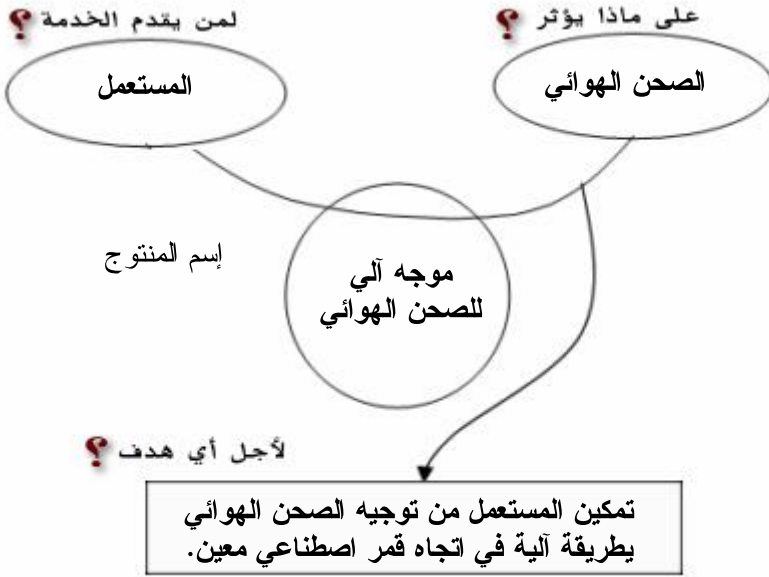 على ماذا يؤثر ؟
لمن يقدم الخدمة ؟
الصحن الهوائي
المستعمل
إسم المنتوج
موجه آلي
للصحن الهوائي
لأجل أي هدف ؟
تمكين المستعمل من توجيه الصحن الهوائي
يطريقة آلية في اتجاه قمر اصطناعي معين.